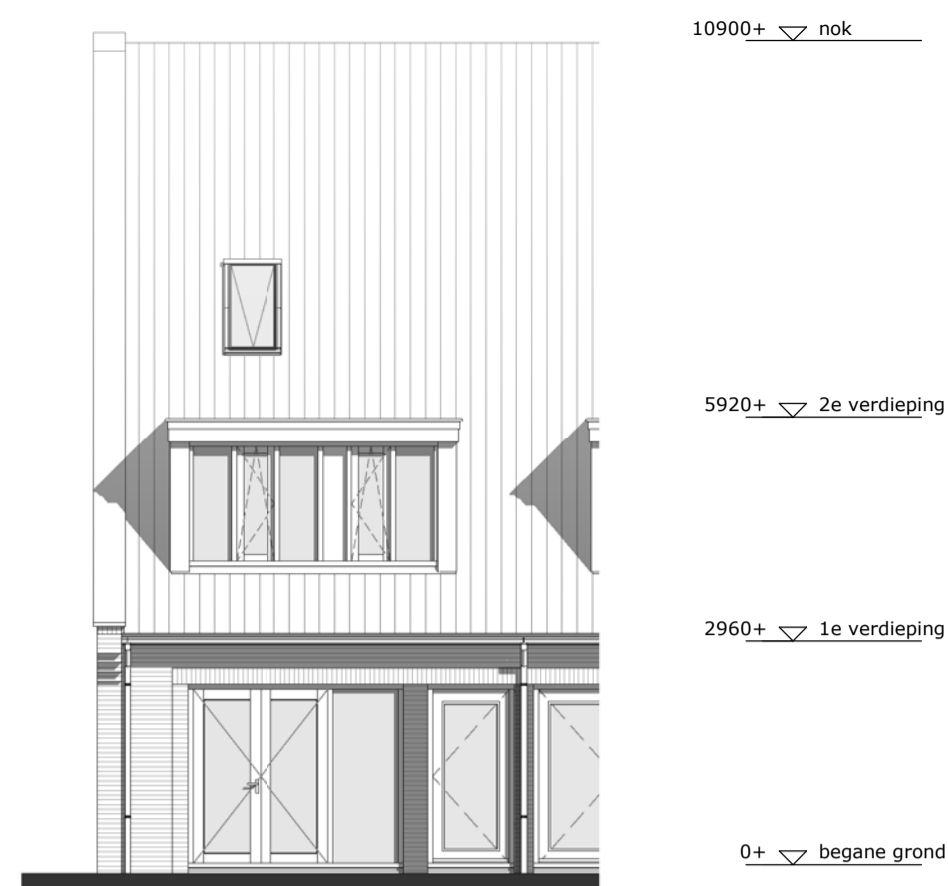 10900+ nok
5920+ 2e verdieping
2960+ 1e verdieping
0+ begane grond